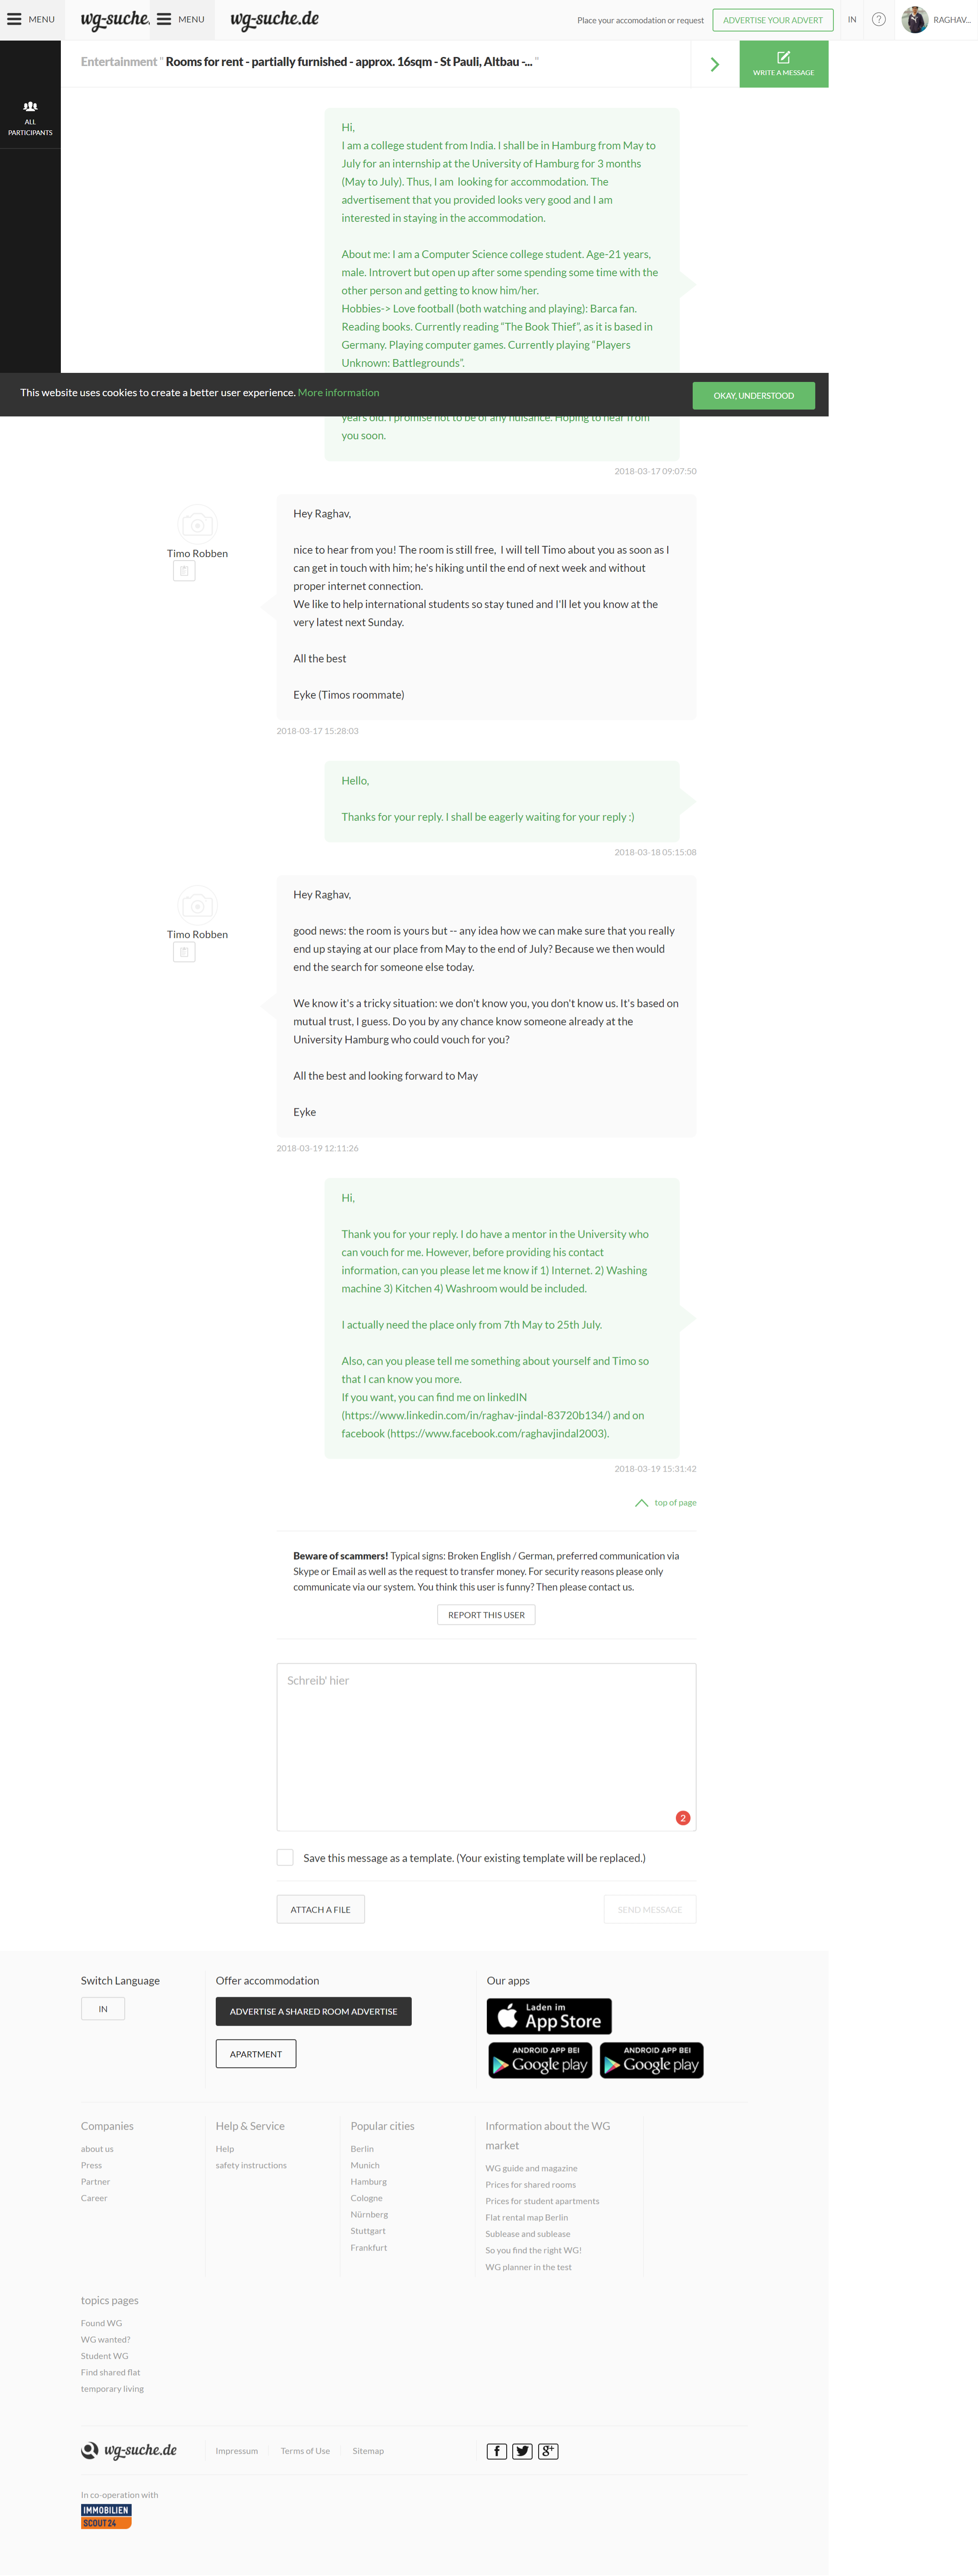 MENU
wg-suche.
MENU
wg-suche.de
Place your accomodation or request
ADVERTISE YOUR ADVERT
IN
?
RAGHAV...
Entertainment " Rooms for rent - partially furnished - approx. 16sqm - St Pauli, Altbau -... "
WRITE A MESSAGE
ALL
PARTICIPANTS
Hi,
I am a college student from India. I shall be in Hamburg from May to
July for an internship at the University of Hamburg for 3 months
(May to July). Thus, I am looking for accommodation. The
advertisement that you provided looks very good and I am
interested in staying in the accommodation.
About me: I am a Computer Science college student. Age-21 years,
male. Introvert but open up after some spending some time with the
other person and getting to know him/her.
Hobbies-> Love football (both watching and playing): Barca fan.
Reading books. Currently reading "The Book Thief", as it is based in
Germany. Playing computer games. Currently playing "Players
Unknown: Battlegrounds".
This website uses cookies to create a better user experience. More information
OKAY, UNDERSTOOD
years old. I promise not to be of any nuisance. Hoping to hear from
you soon.
2018-03-17 09:07:50
Timo Robben
Hey Raghav,
nice to hear from you! The room is still free, I will tell Timo about you as soon as I
can get in touch with him; he's hiking until the end of next week and without
proper internet connection.
We like to help international students so stay tuned and I'll let you know at the
very latest next Sunday.
All the best
Eyke (Timos roommate)
2018-03-17 15:28:03
Hello,
Thanks for your reply. I shall be eagerly waiting for your reply :)
2018-03-18 05:15:08
Timo Robben
Hey Raghav,
good news: the room is yours but -- any idea how we can make sure that you really
end up staying at our place from May to the end of July? Because we then would
end the search for someone else today.
We know it's a tricky situation: we don't know you, you don't know us. It's based on
mutual trust, I guess. Do you by any chance know someone already at the
University Hamburg who could vouch for you?
All the best and looking forward to May
Eyke
2018-03-19 12:11:26
Hi,
Thank you for your reply. I do have a mentor in the University who
can vouch for me. However, before providing his contact
information, can you please let me know if 1) Internet. 2) Washing
machine 3) Kitchen 4) Washroom would be included.
I actually need the place only from 7th May to 25th July.
Also, can you please tell me something about yourself and Timo so
that I can know you more.
If you want, you can find me on linkedIN
(https://www.linkedin.com/in/raghav-jindal-83720b134/) and on
facebook (https://www.facebook.com/raghavjindal2003).
2018-03-19 15:31:42
top of page
Beware of scammers! Typical signs: Broken English / German, preferred communication via
Skype or Email as well as the request to transfer money. For security reasons please only
communicate via our system. You think this user is funny? Then please contact us.
REPORT THIS USER
Schreib' hier
2
Save this message as a template. (Your existing template will be replaced.)
ATTACH A FILE
SEND MESSAGE
Switch Language
IN
Offer accommodation
ADVERTISE A SHARED ROOM ADVERTISE
APARTMENT
Our apps
Laden im
App Store
ANDROID APP BEI
Google play
ANDROID APP BEI
Google play
Companies
about us
Press
Partner
Career
Help & Service
Help
safety instructions
Popular cities
Berlin
Munich
Hamburg
Cologne
Nürnberg
Stuttgart
Frankfurt
Information about the WG
market
WG guide and magazine
Prices for shared rooms
Prices for student apartments
Flat rental map Berlin
Sublease and sublease
So you find the right WG!
WG planner in the test
topics pages
Found WG
WG wanted?
Student WG
Find shared flat
temporary living
wg-suche.de
Impressum
Terms of Use
Sitemap
In co-operation with
IMMOBILIEN
SCOUT24